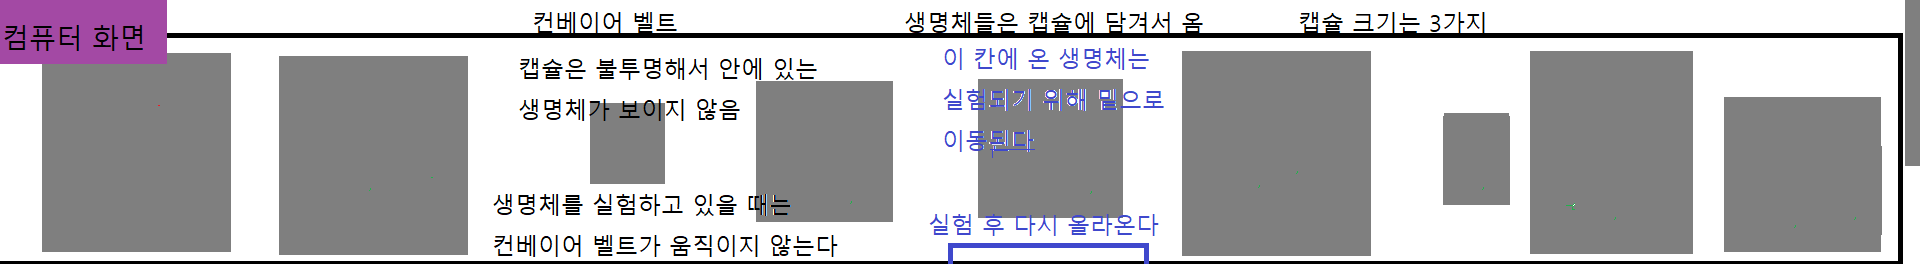 컴퓨터 화면
컨베이어 벨트
생명체들은 캡슐에 담겨서 옴
캡슐 크기는 3가지
캡슐은 불투명해서 안에 있는
생명체가 보이지 않음
이 칸에 온 생명체는
실험되기 위해 밑으로
이동된다
생명체를 실험하고 있을 때는
컨베이어 벨트가 움직이지 않는다
실험 후 다시 올라온다